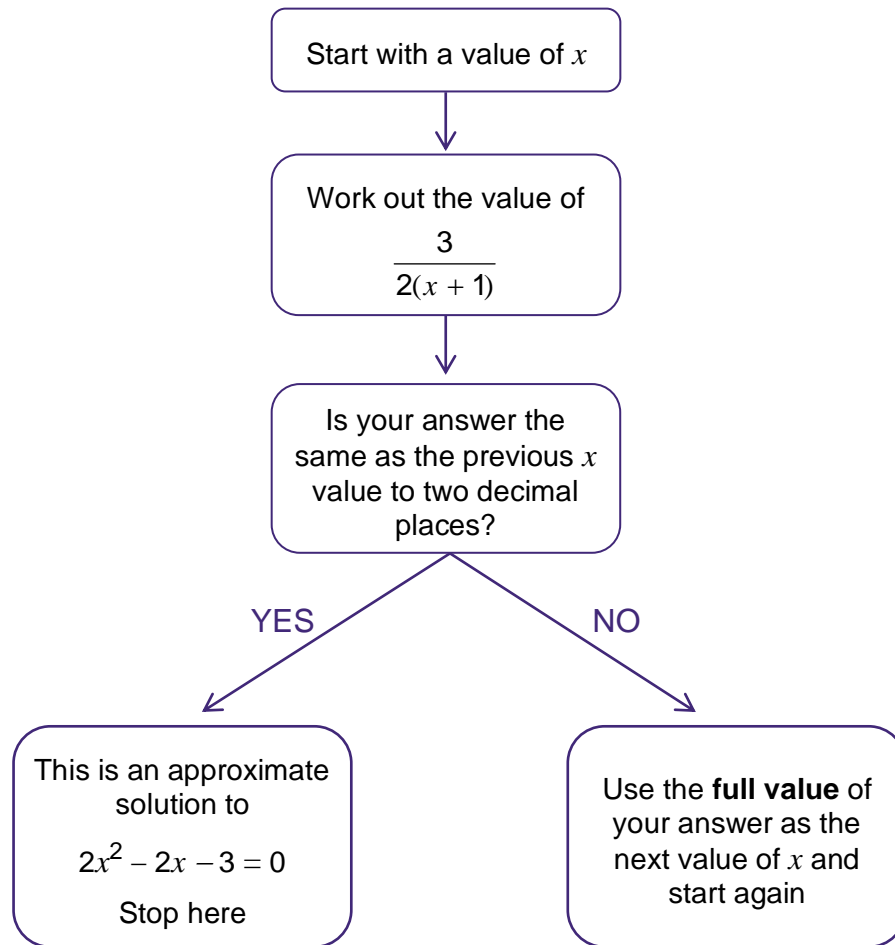 Start with a value of x
Work out the value of
3
2(x + 1)
Is your answer the
same as the previous x
value to two decimal
places?
YES
NO
This is an approximate
solution to
2x² − 2x − 3 = 0
Stop here
Use the full value of
your answer as the
next value of x and
start again